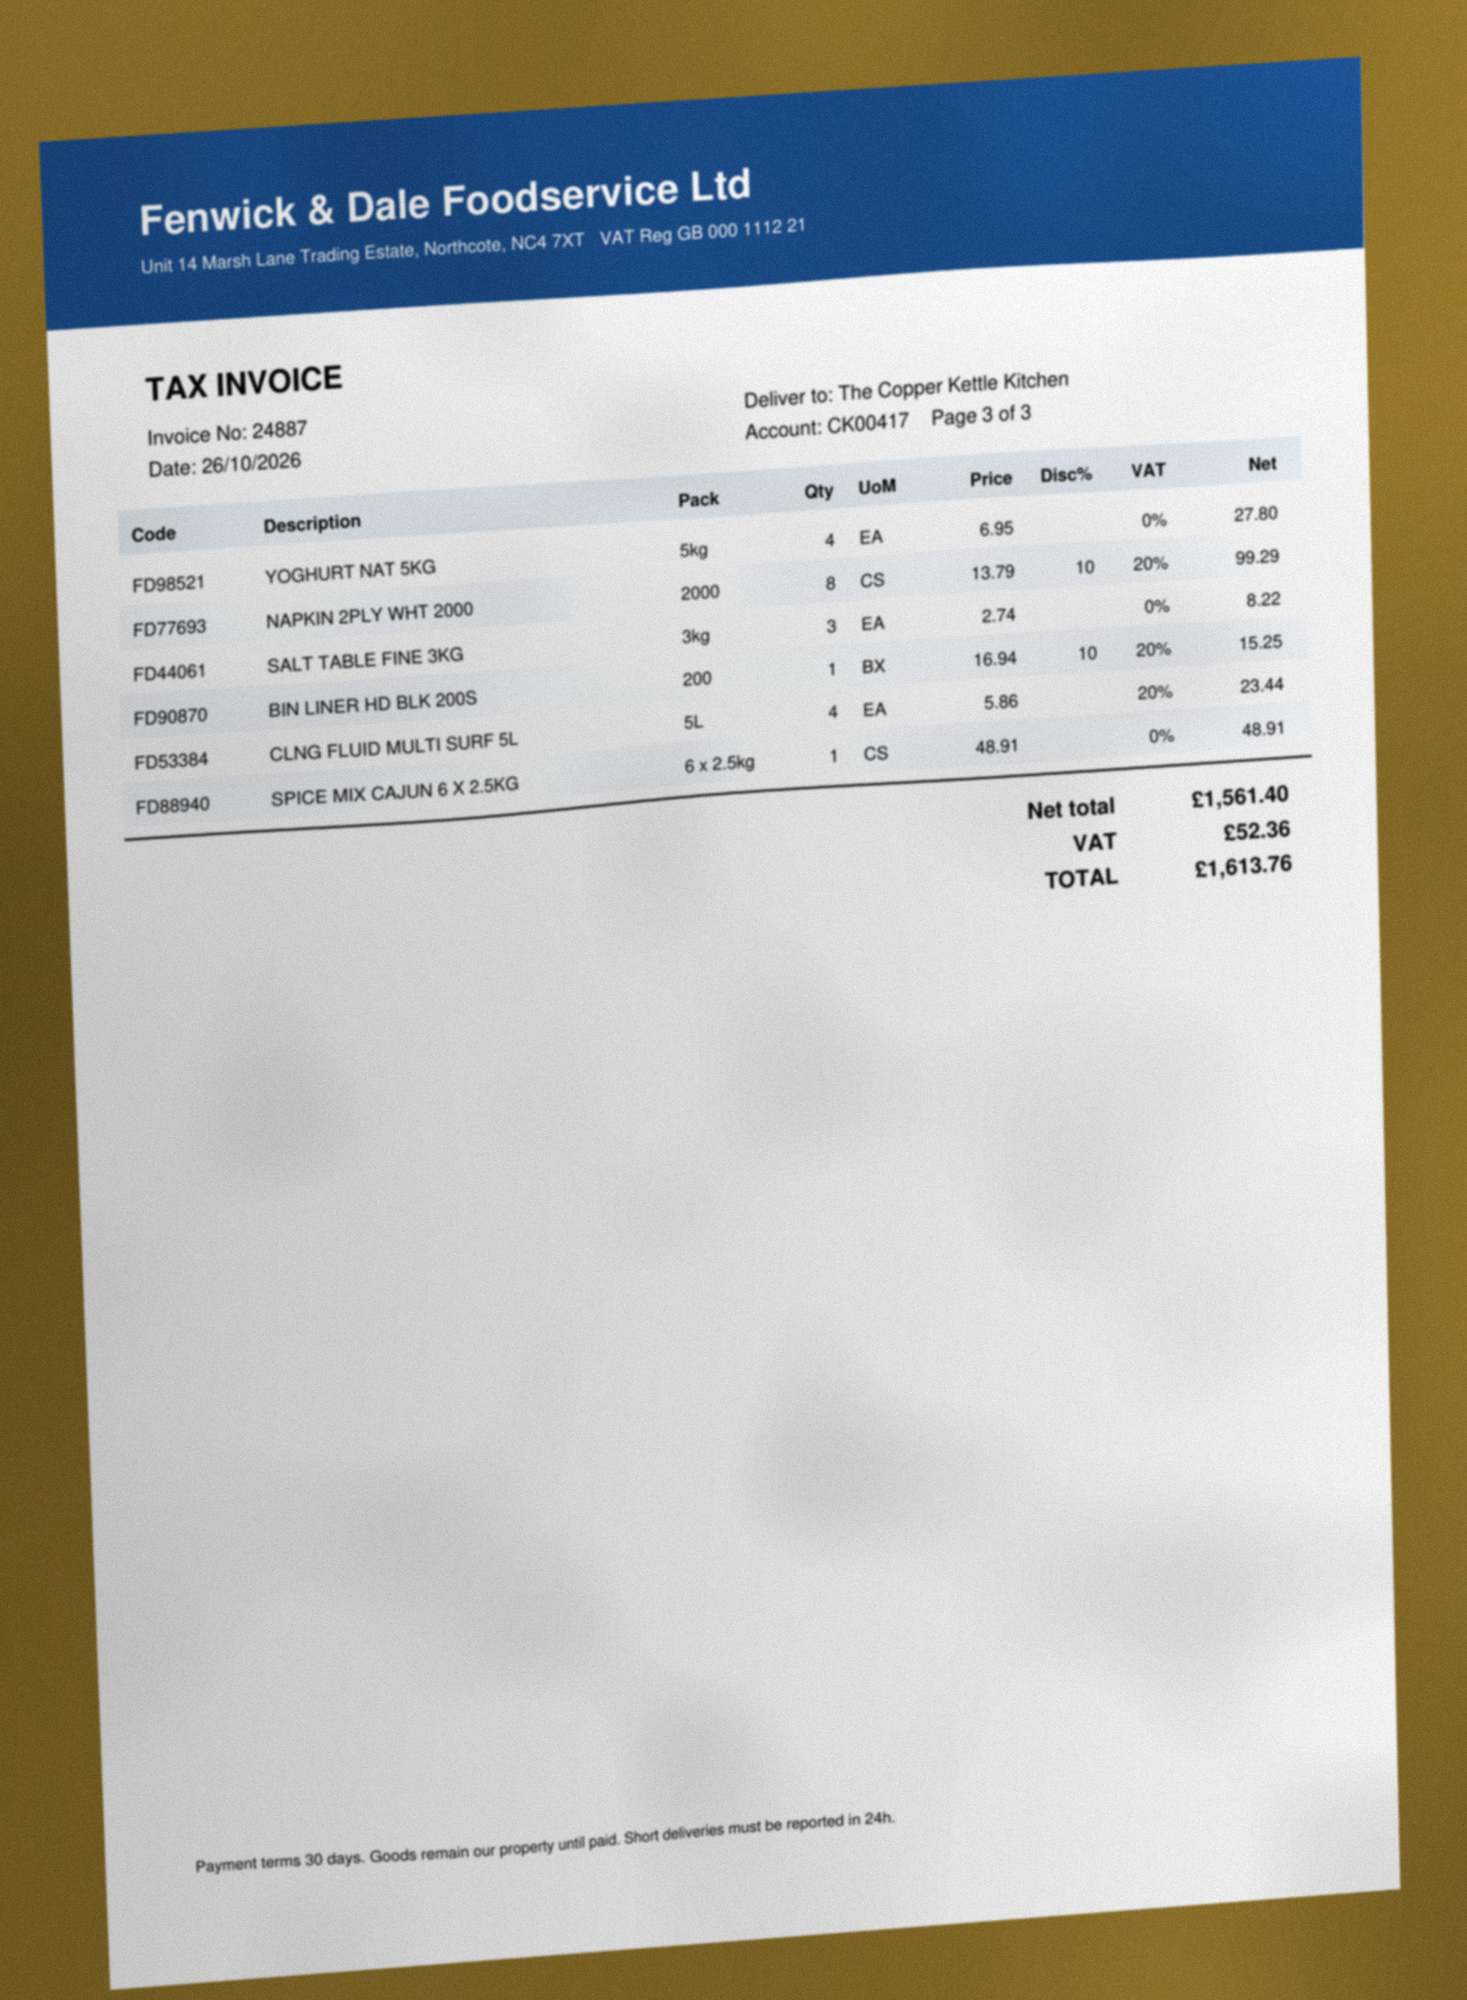 Fenwick & Dale Foodservice Ltd
Unit 14 Marsh Lane Trading Estate, Northcote, NC4 7XT VAT Reg GB 000 1112 21
TAX INVOICE
Invoice No: 24887
Date: 26/10/2026
Deliver to: The Copper Kettle Kitchen
Account: CK00417 Page 3 of 3
Code Description Pack Qty UoM Price Disc% VAT Net
FD98521 YOGHURT NAT 5KG 5kg 4 EA 6.95 0% 27.80
FD77693 NAPKIN 2PLY WHT 2000 2000 8 CS 13.79 10 20% 99.29
FD44061 SALT TABLE FINE 3KG 3kg 3 EA 2.74 0% 8.22
FD90870 BIN LINER HD BLK 200S 200 1 BX 16.94 10 20% 15.25
FD53384 CLNG FLUID MULTI SURF 5L 5L 4 EA 5.86 20% 23.44
FD88940 SPICE MIX CAJUN 6 X 2.5KG 6 x 2.5kg 1 CS 48.91 0% 48.91
Net total £1,561.40
VAT £52.36
TOTAL £1,613.76
Payment terms 30 days. Goods remain our property until paid. Short deliveries must be reported in 24h.